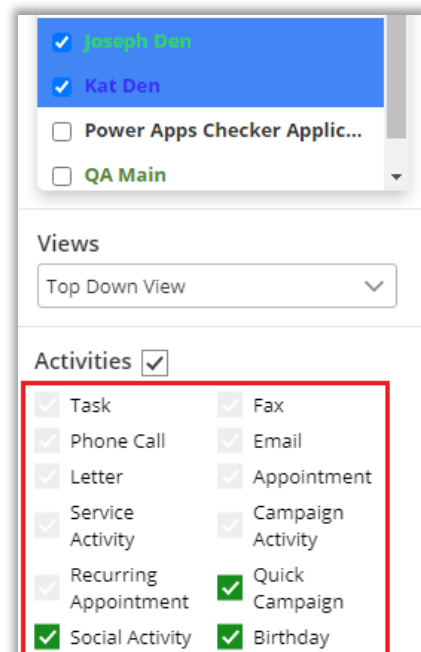 Joseph Den
Kat Den
Power Apps Checker Applic...
QA Main
Views
Top Down View
Activities
Task
Fax
Phone Call
Email
Letter
Appointment
Service
Activity
Campaign
Activity
Recurring
Appointment
Quick
Campaign
Social Activity
Birthday